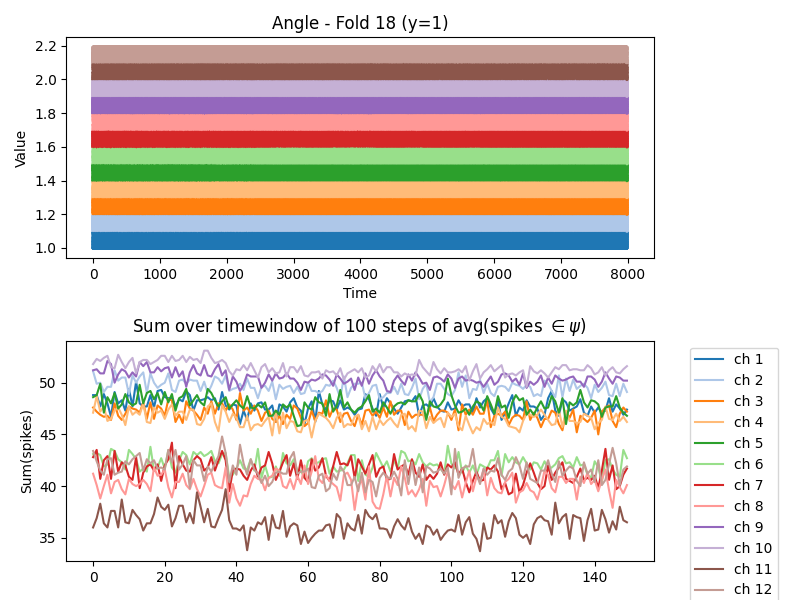 Angle - Fold 18 (y=1)
Value
2.2
2.0
1.8
1.6
1.4
1.2
1.0
0
1000
2000
3000
4000
5000
6000
7000
8000
Time
Sum over timewindow of 100 steps of avg(spikes ∈ψ)
Sum(spikes)
50
45
40
35
0
20
40
60
80
100
120
140
ch 1
ch 2
ch 3
ch 4
ch 5
ch 6
ch 7
ch 8
ch 9
ch 10
ch 11
ch 12